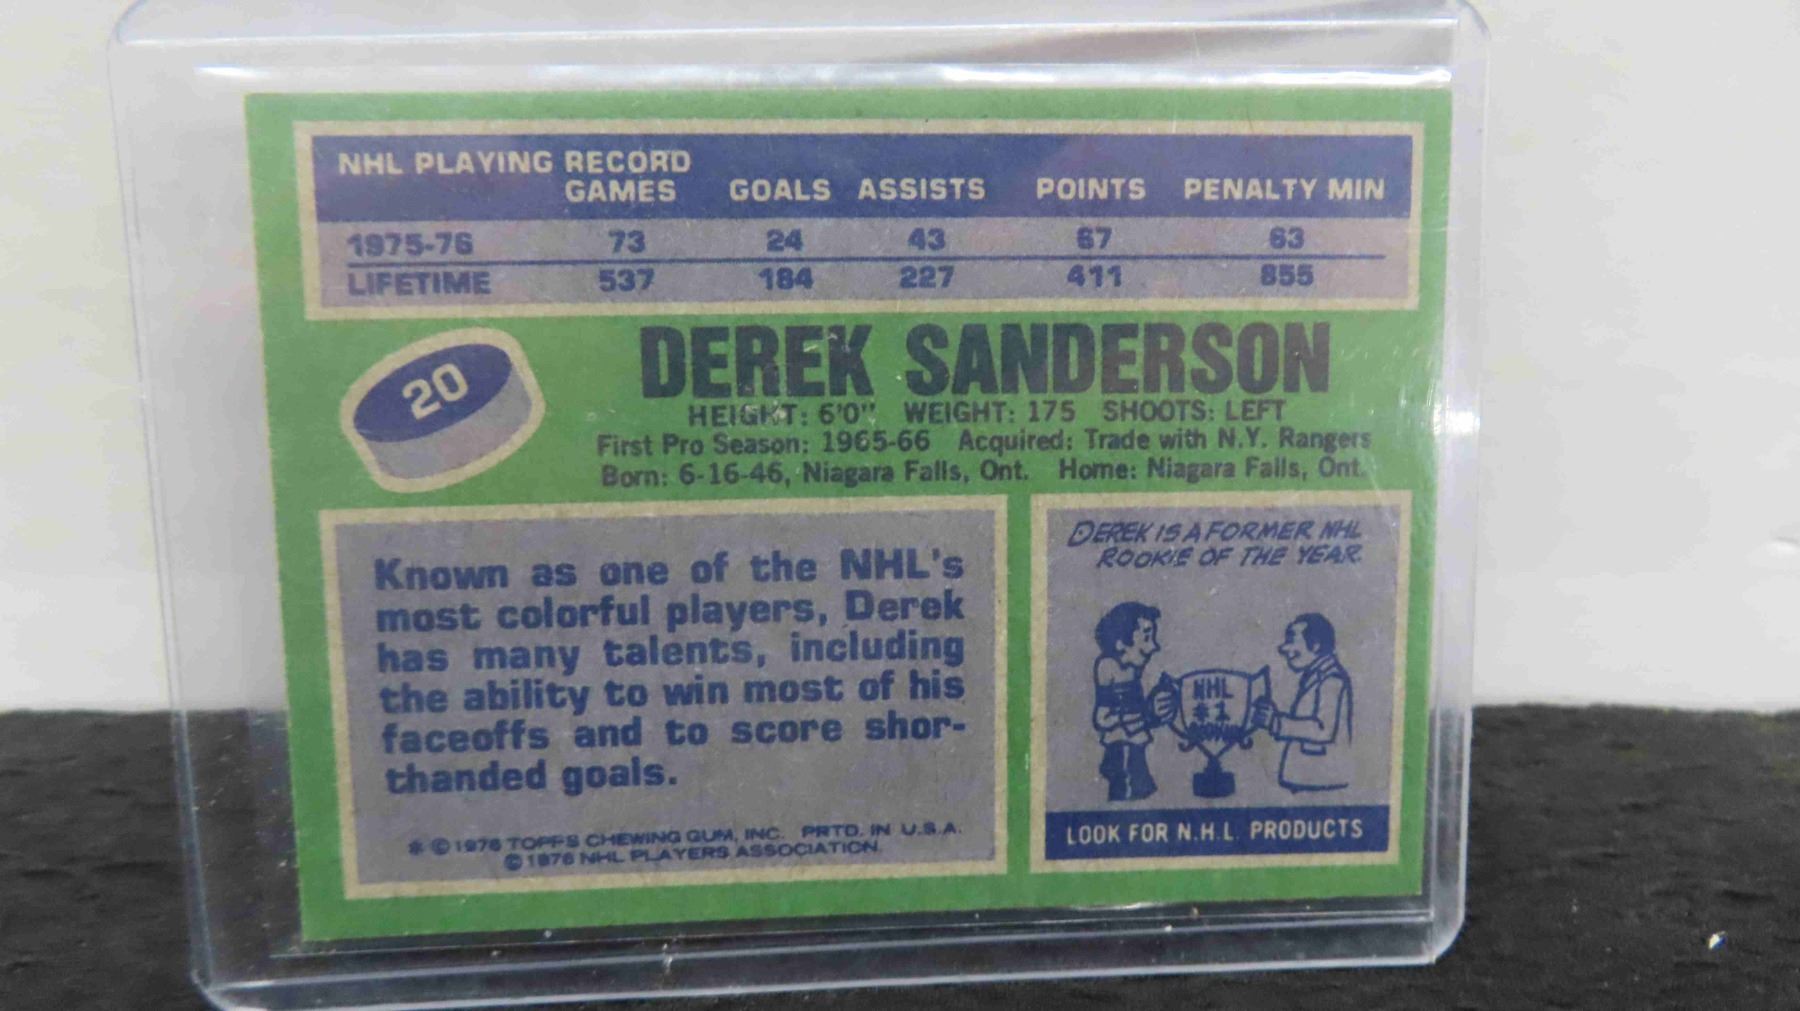 NHL PLAYING RECORD
GAMES GOALS ASSISTS POINTS PENALTY MIN
1975-76 73 24 43 67 63
LIFETIME 537 184 227 411 855
20
DEREK SANDERSON
HEIGHT: 6'0" WEIGHT: 175 SHOOTS: LEFT
First Pro Season: 1965-66 Acquired: Trade with N.Y. Rangers
Born: 6-16-46, Niagara Falls, Ont. Home: Niagara Falls, Ont.
Known as one of the NHL's
most colorful players, Derek
has many talents, including
the ability to win most of his
faceoffs and to score shor-
thanded goals.
* © 1976 TOPPS CHEWING GUM, INC. PRTD. IN U.S.A.
© 1976 NHL PLAYERS ASSOCIATION.
DEREK IS A FORMER NHL
ROOKIE OF THE YEAR.
NHL
#1
LOOK FOR N.H.L. PRODUCTS